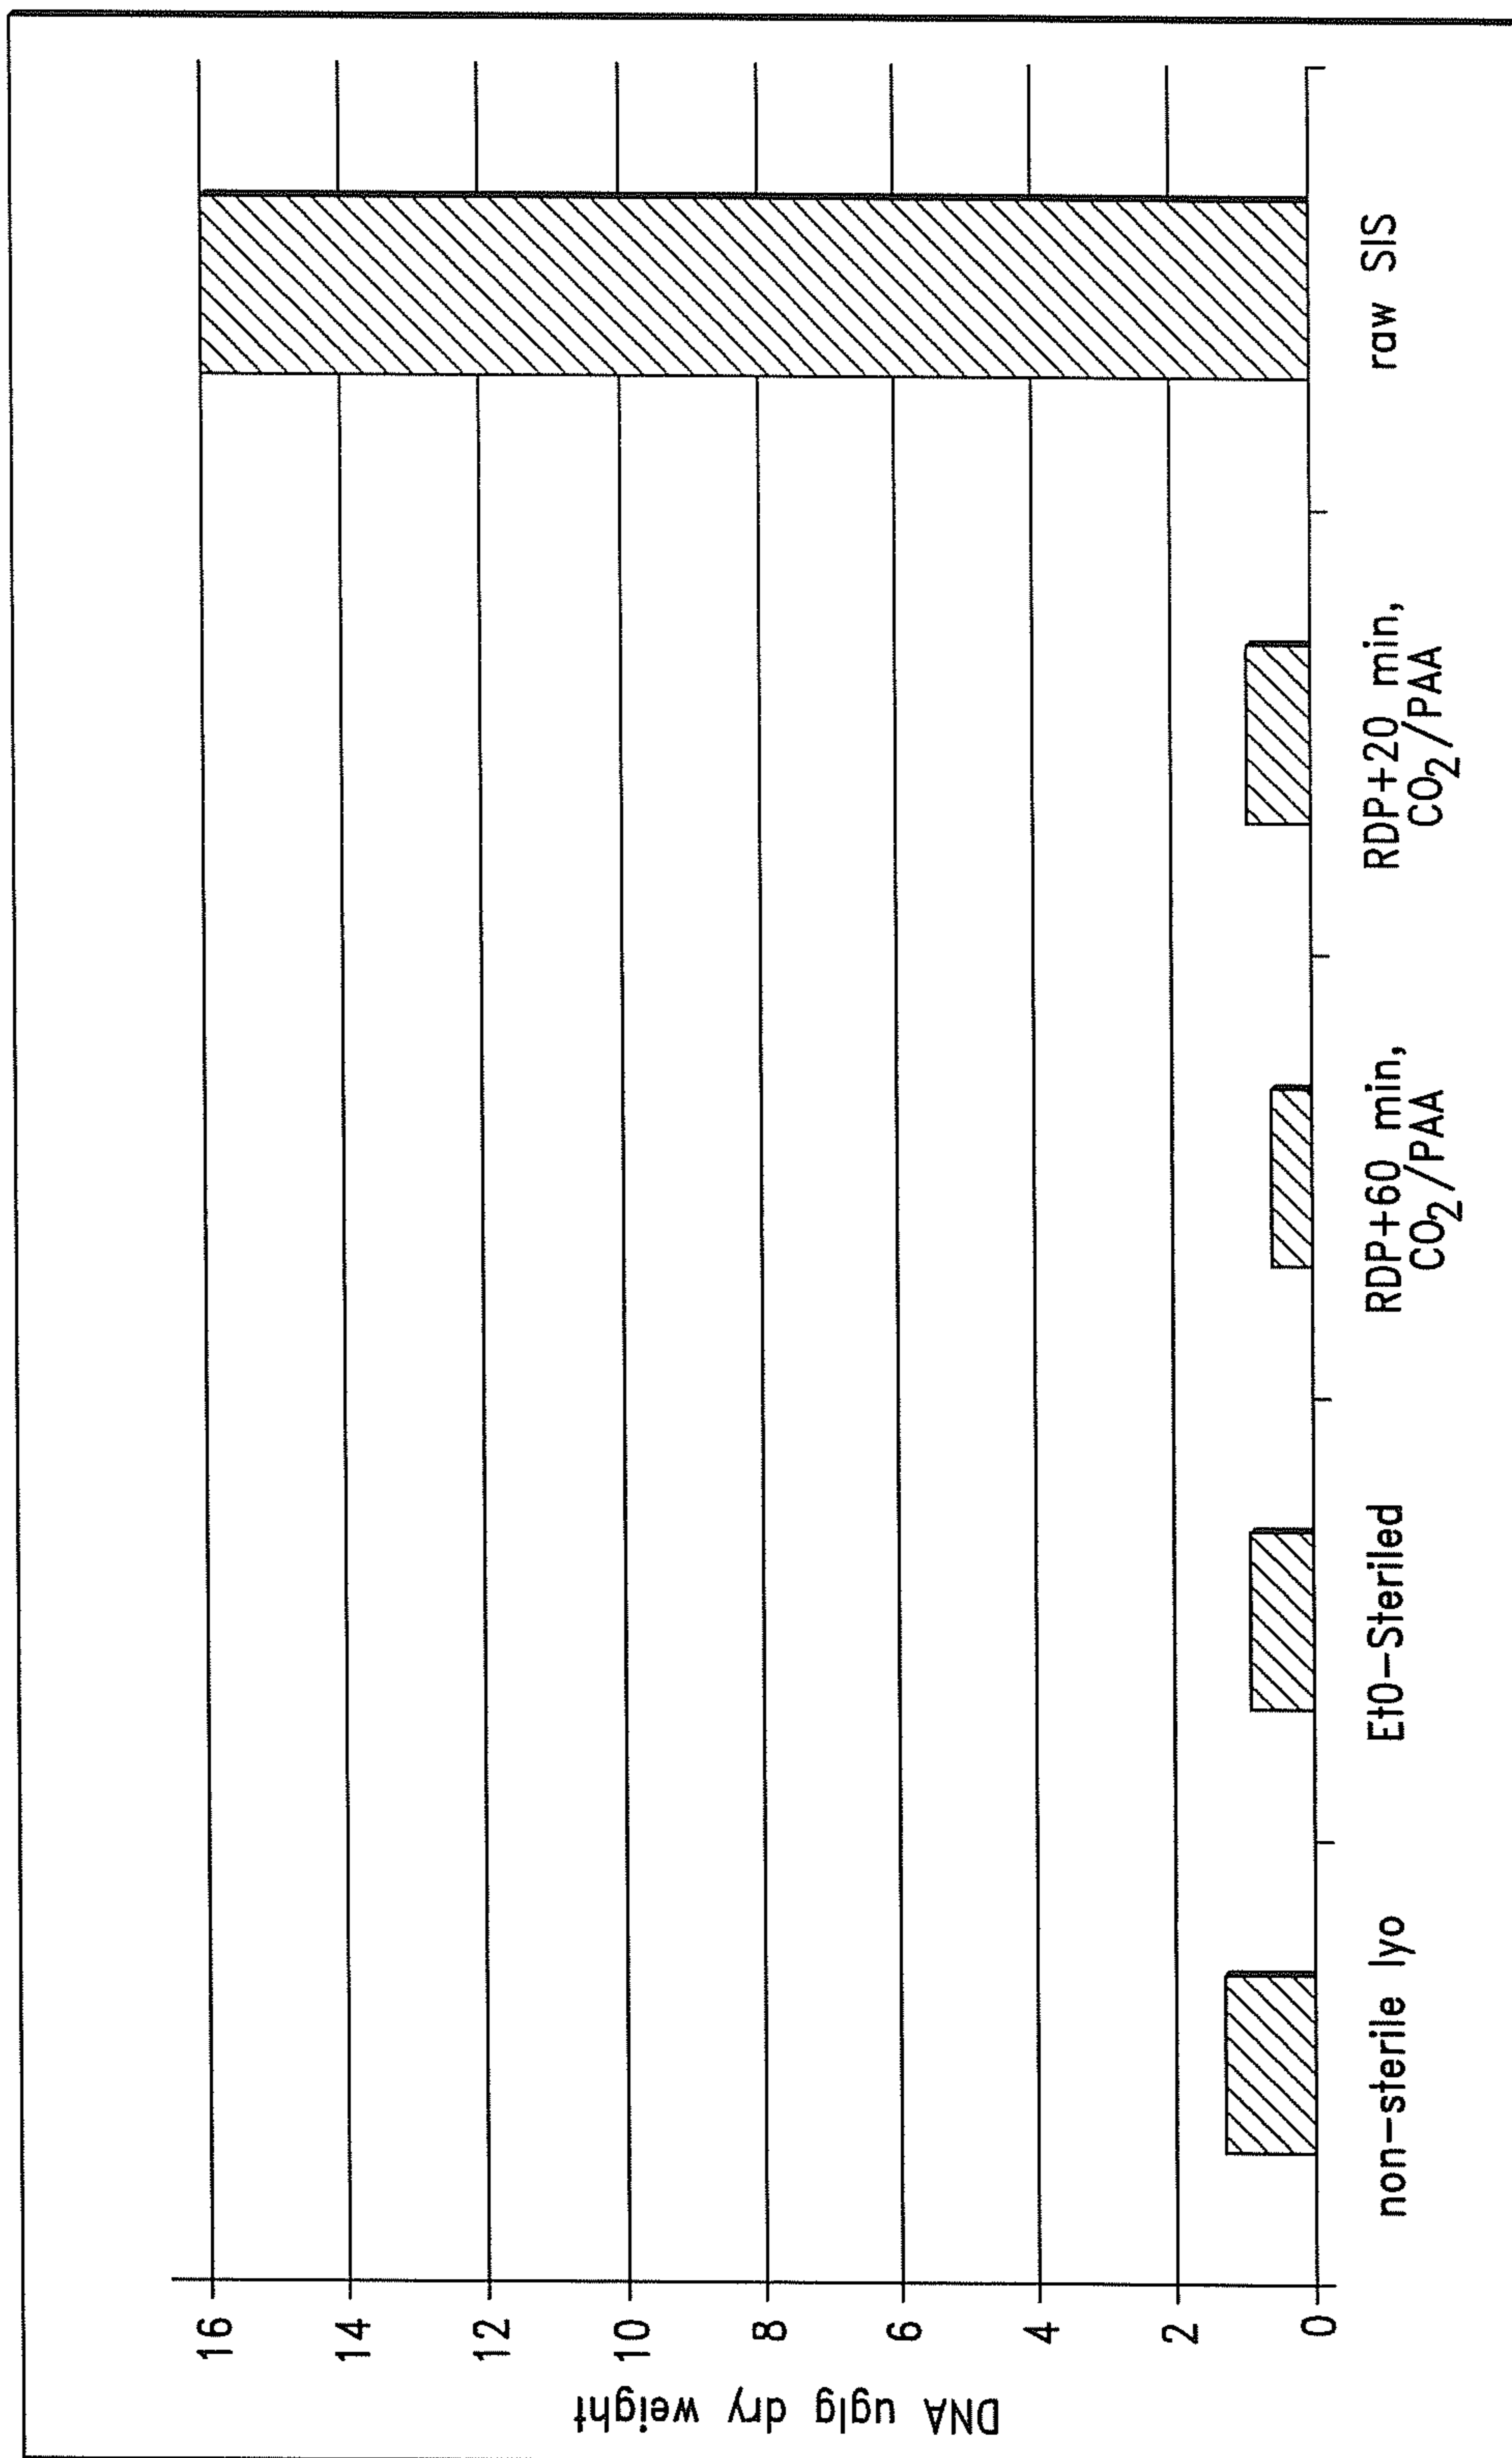 DNA uglg dry weight
16
14
12
10
8
6
4
2
0
non-sterile lyo
EtO-Steriled
RDP+60 min,
CO2/PAA
RDP+20 min,
CO2/PAA
raw SIS